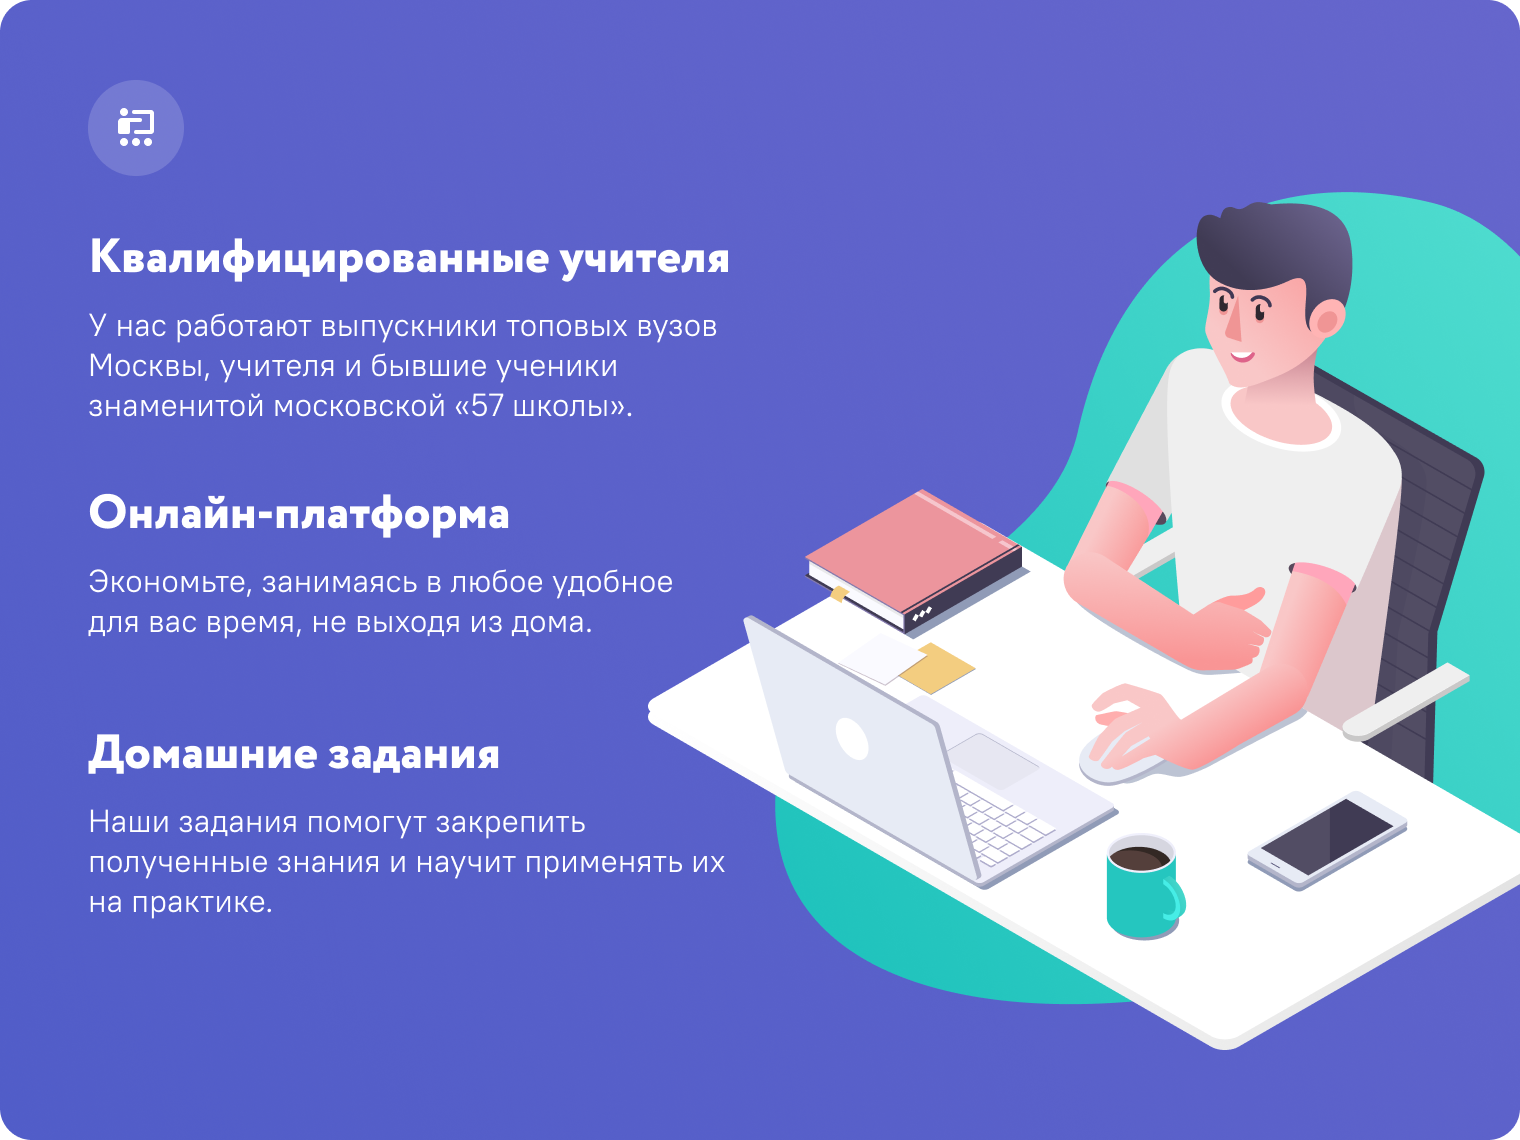 Квалифицированные учителя
У нас работают выпускники топовых вузов
Москвы, учителя и бывшие ученики
знаменитой московской «57 школы».
Онлайн-платформа
Экономьте, занимаясь в любое удобное
для вас время, не выходя из дома.
Домашние задания
Наши задания помогут закрепить
полученные знания и научит применять их
на практике.